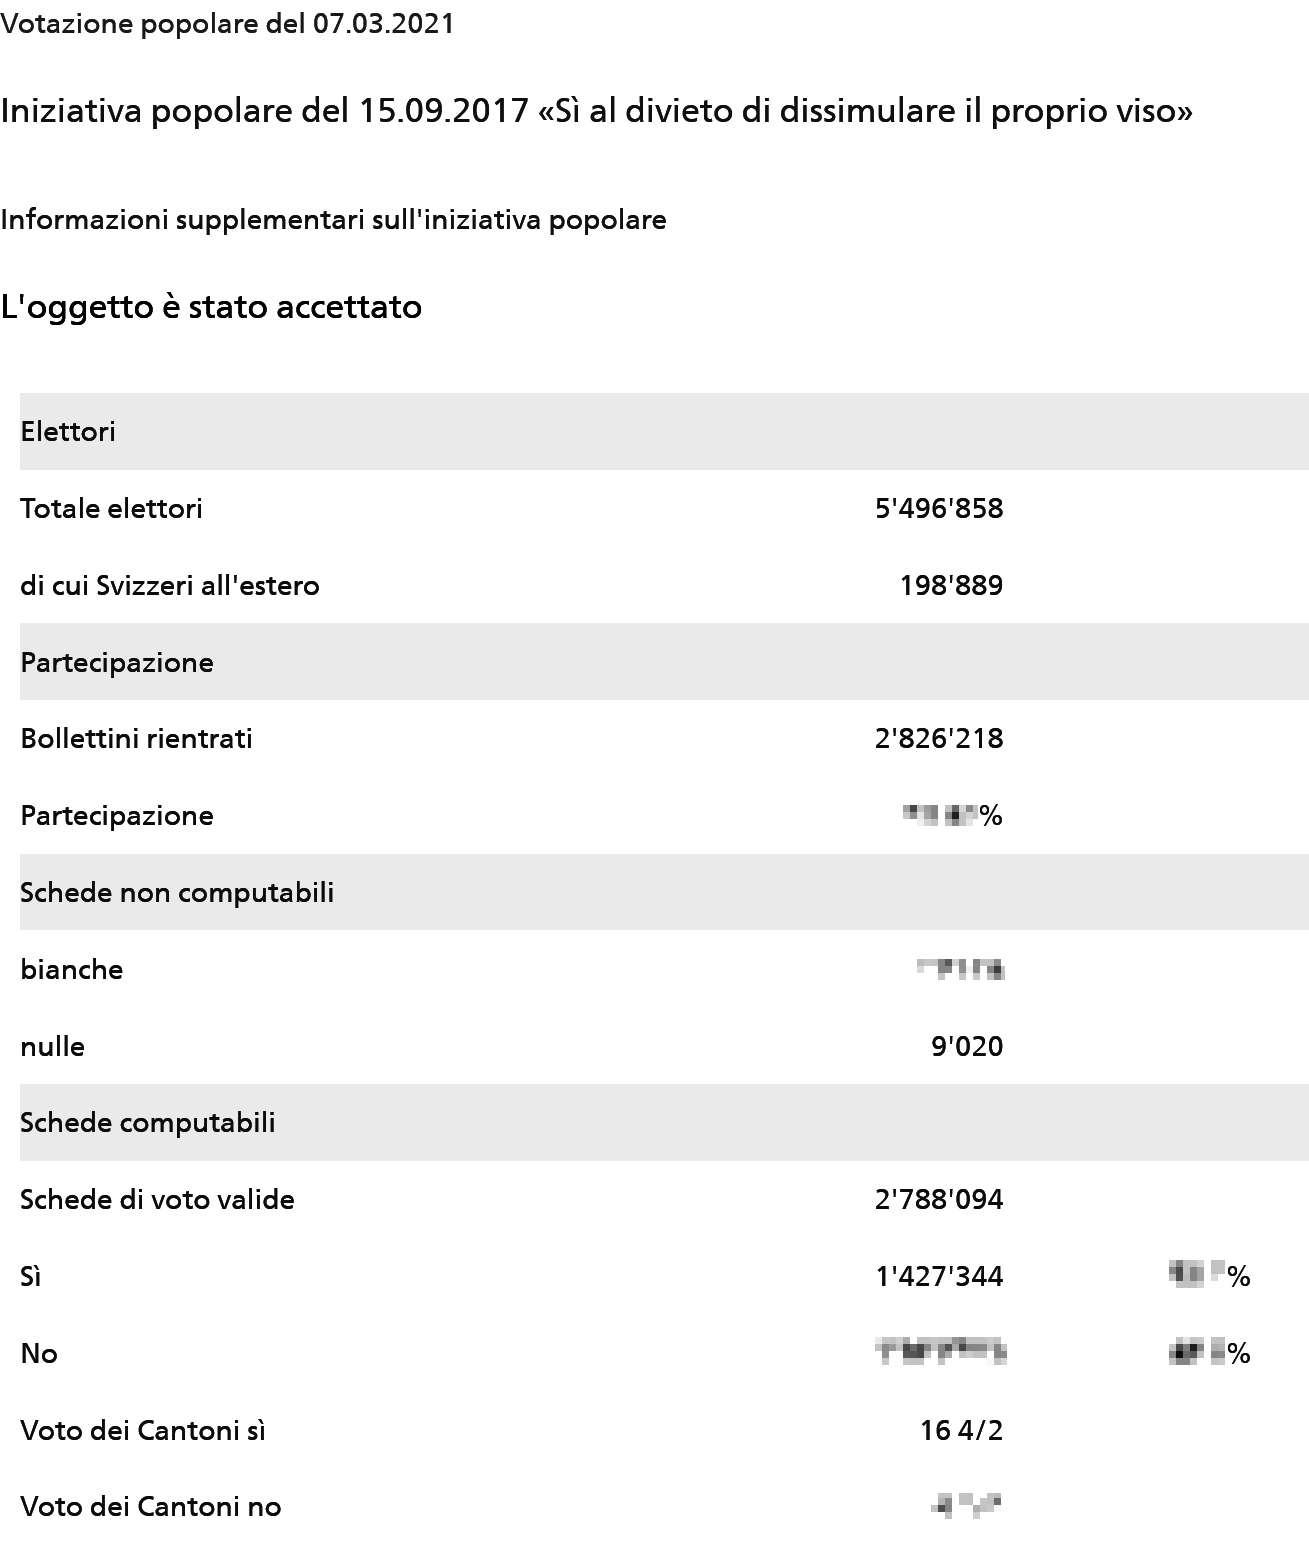 Votazione popolare del 07.03.2021
Iniziativa popolare del 15.09.2017 «Sì al divieto di dissimulare il proprio viso»
Informazioni supplementari sull'iniziativa popolare
L'oggetto è stato accettato
Elettori
Totale elettori 5'496'858
di cui Svizzeri all'estero 198'889
Partecipazione
Bollettini rientrati 2'826'218
Partecipazione %
Schede non computabili
bianche
nulle 9'020
Schede computabili
Schede di voto valide 2'788'094
Sì 1'427'344 %
No %
Voto dei Cantoni sì 16 4/2
Voto dei Cantoni no